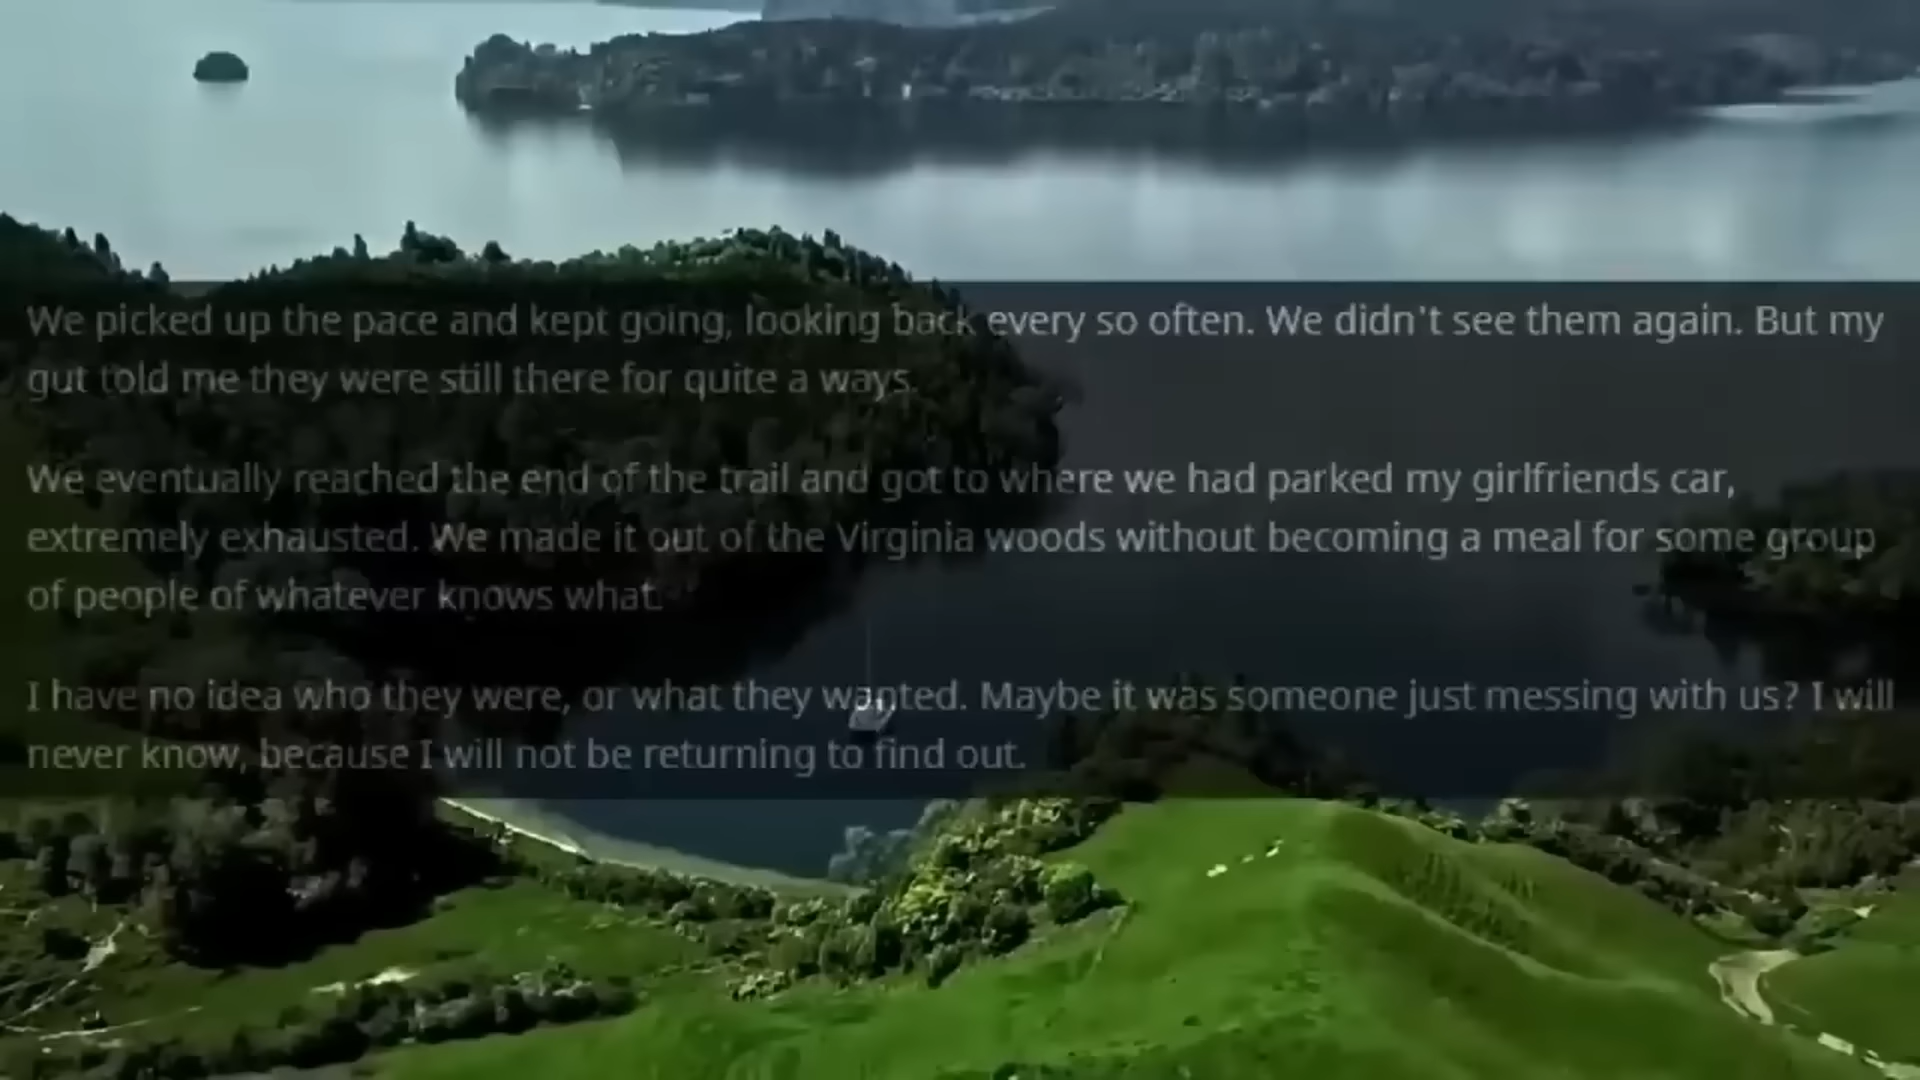 We picked up the pace and kept going, looking back every so often. We didn't see them again. But my
gut told me they were still there for quite a ways.
We eventually reached the end of the trail and got to where we had parked my girlfriends car,
extremely exhausted. We made it out of the Virginia woods without becoming a meal for some group
of people of whatever knows what.
I have no idea who they were, or what they wanted. Maybe it was someone just messing with us? I will
never know, because I will not be returning to find out.